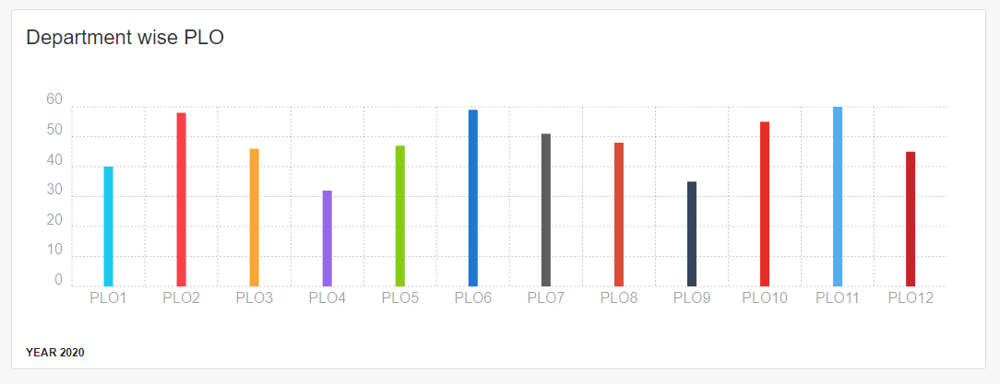 Department wise PLO
60
50
40
30
20
10
0
PLO1 PLO2 PLO3 PLO4 PLO5 PLO6 PLO7 PLO8 PLO9 PLO10 PLO11 PLO12
YEAR 2020